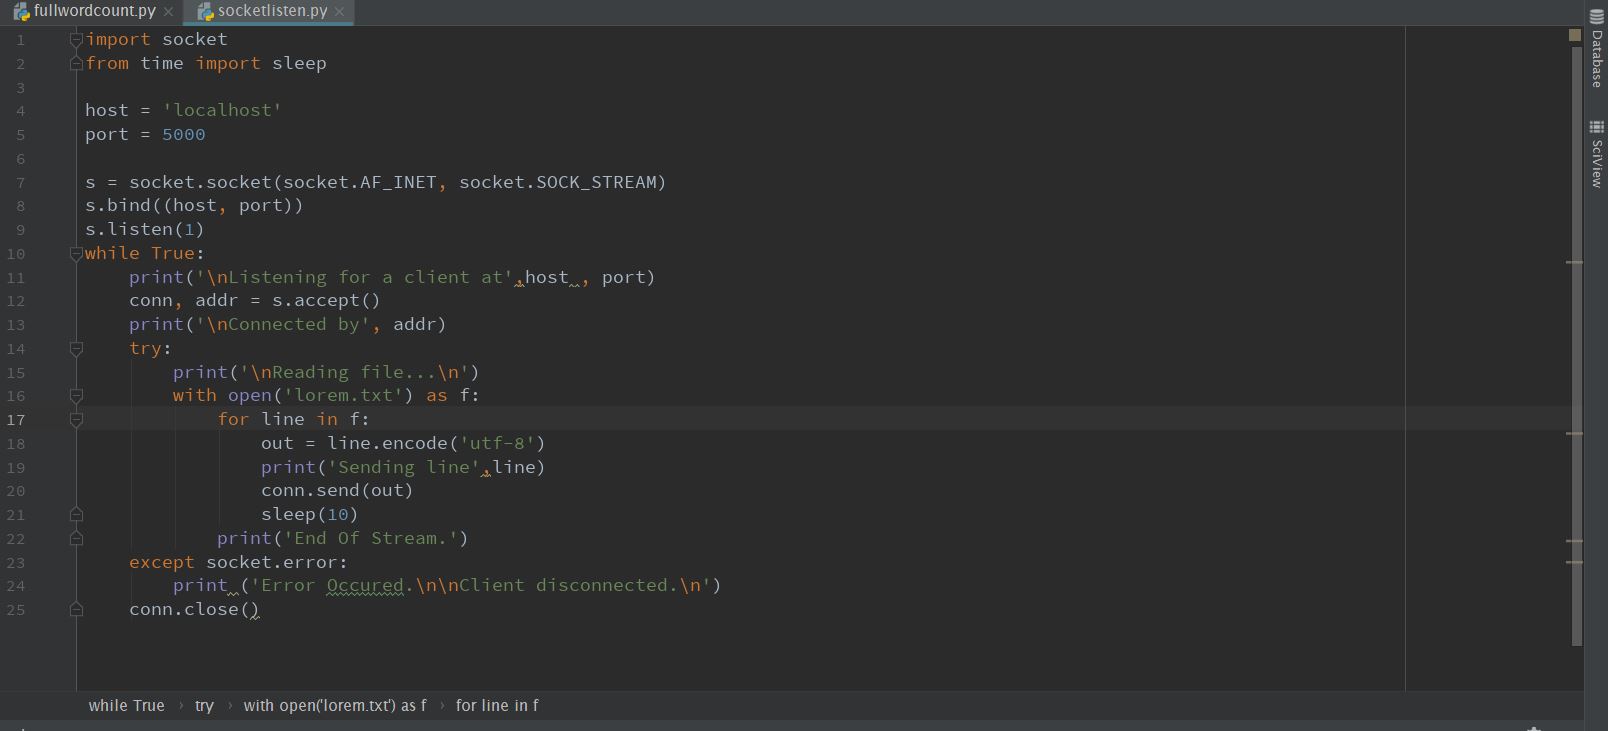 fullwordcount.py × socketlisten.py ×
1 import socket
2 from time import sleep
3
4 host = 'localhost'
5 port = 5000
6
7 s = socket.socket(socket.AF_INET, socket.SOCK_STREAM)
8 s.bind((host, port))
9 s.listen(1)
10 while True:
11     print('\nListening for a client at',host , port)
12     conn, addr = s.accept()
13     print('\nConnected by', addr)
14     try:
15         print('\nReading file...\n')
16         with open('lorem.txt') as f:
17             for line in f:
18                 out = line.encode('utf-8')
19                 print('Sending line',line)
20                 conn.send(out)
21                 sleep(10)
22             print('End Of Stream.')
23     except socket.error:
24         print ('Error Occured.\n\nClient disconnected.\n')
25     conn.close()
while True › try › with open('lorem.txt') as f › for line in f
Database
SciView